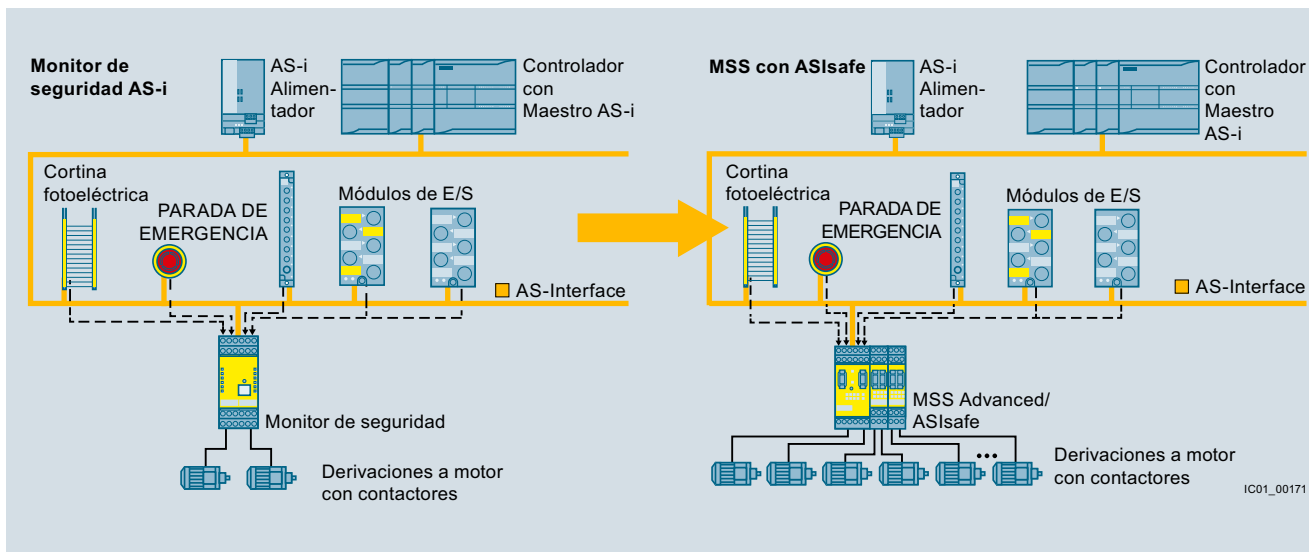 Monitor de
seguridad AS-i
AS-i
Alimen-
tador
Controlador
con
Maestro AS-i
Cortina
fotoeléctrica
PARADA DE
EMERGENCIA
Módulos de E/S
AS-Interface
Monitor de seguridad
Derivaciones a motor
con contactores
MSS con ASIsafe
AS-i
Alimen-
tador
Controlador
con
Maestro
AS-i
Cortina
fotoeléctrica
PARADA DE
EMERGENCIA
Módulos de E/S
AS-Interface
MSS Advanced/
ASIsafe
Derivaciones a motor
con contactores
IC01_00171